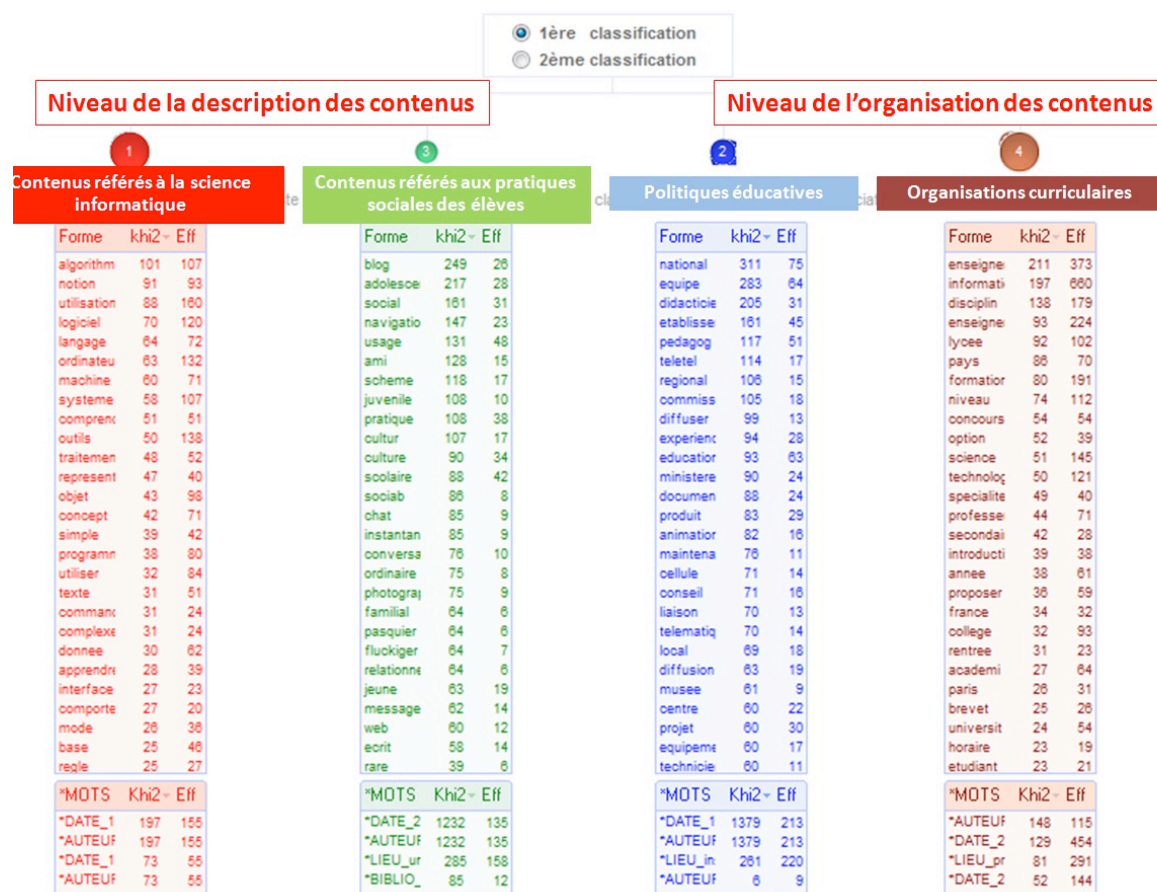 1ère classification
2ème classification
Niveau de la description des contenus
Niveau de l'organisation des contenus
1
Contenus référés à la science
informatique
Forme khi2 Eff
algorithm 101 107
notion 91 93
utilisation 88 160
logiciel 70 120
langage 64 72
ordinateu 63 132
machine 60 71
systeme 58 107
comprenc 51 51
outils 50 138
traitemen 48 52
represent 47 40
objet 43 98
concept 42 71
simple 39 42
programn 38 80
utiliser 32 84
texte 31 51
commanc 31 24
complexe 31 24
donnee 30 62
apprendre 28 39
interface 27 23
comporte 27 20
mode 26 36
base 25 46
regle 25 27
*MOTS Khi2 Eff
*DATE_1 197 155
*AUTEUF 197 155
*DATE_1 73 55
*AUTEUF 73 55
3
Contenus référés aux pratiques
sociales des élèves
Forme khi2 Eff
blog 249 26
adolesce 217 28
social 161 31
navigatio 147 23
usage 131 48
ami 128 15
scheme 118 17
juvenile 108 10
pratique 108 38
cultur 107 17
culture 90 34
scolaire 88 42
sociab 86 8
chat 85 9
instantan 85 9
conversa 76 10
ordinaire 75 8
photograp 75 9
familial 64 6
pasquier 64 6
fluckiger 64 7
relationne 64 6
jeune 63 19
message 62 14
web 60 12
ecrit 58 14
rare 39 6
*MOTS Khi2 Eff
*DATE_2 1232 135
*AUTEUF 1232 135
*LIEU_ur 285 158
*BIBLIO_ 85 12
2
Politiques éducatives
Forme khi2 Eff
national 311 75
equipe 283 64
didacticie 205 31
etablisse 161 45
pedagog 117 51
teletel 114 17
regional 106 15
commiss 105 18
diffuser 99 13
experienc 94 28
education 93 63
ministere 90 24
documen 88 24
produit 83 29
animation 82 16
maintena 76 11
cellule 71 14
conseil 71 16
liaison 70 13
telematiq 70 14
local 69 18
diffusion 63 19
musee 61 9
centre 60 22
projet 60 30
equipeme 60 17
technicie 60 11
*MOTS Khi2 Eff
*DATE_1 1379 213
*AUTEUF 1379 213
*LIEU_in 261 220
*AUTEUF 6 9
4
Organisations curriculaires
Forme khi2 Eff
enseigne 211 373
informati 197 660
disciplin 138 179
enseigne 93 224
lycee 92 102
pays 86 70
formation 80 191
niveau 74 112
concours 54 54
option 52 39
science 51 145
technolog 50 121
specialite 49 40
professe 44 71
secondai 42 28
introducti 39 38
annee 38 61
proposer 36 59
france 34 32
college 32 93
rentree 31 23
academi 27 64
paris 26 31
brevet 25 26
universit 24 54
horaire 23 19
etudiant 23 21
*MOTS Khi2 Eff
*AUTEUF 148 115
*DATE_2 129 454
*LIEU_pr 81 291
*DATE_2 52 144